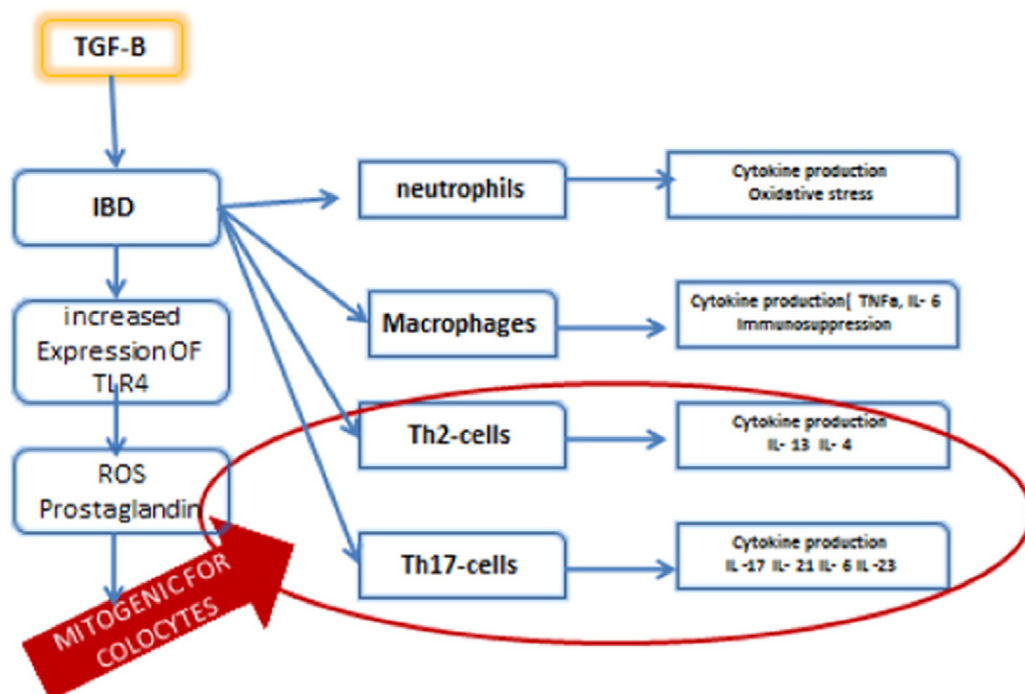 TGF-B
IBD
increased
Expression OF
TLR4
ROS
Prostaglandin
MITOGENIC FOR
COLOCYTES
neutrophils
Cytokine production
Oxidative stress
Macrophages
Cytokine production( TNFa, IL- 6
Immunosuppression
Th2-cells
Cytokine production
IL- 13 IL- 4
Th17-cells
Cytokine production
IL -17 IL- 21 IL- 6 IL -23